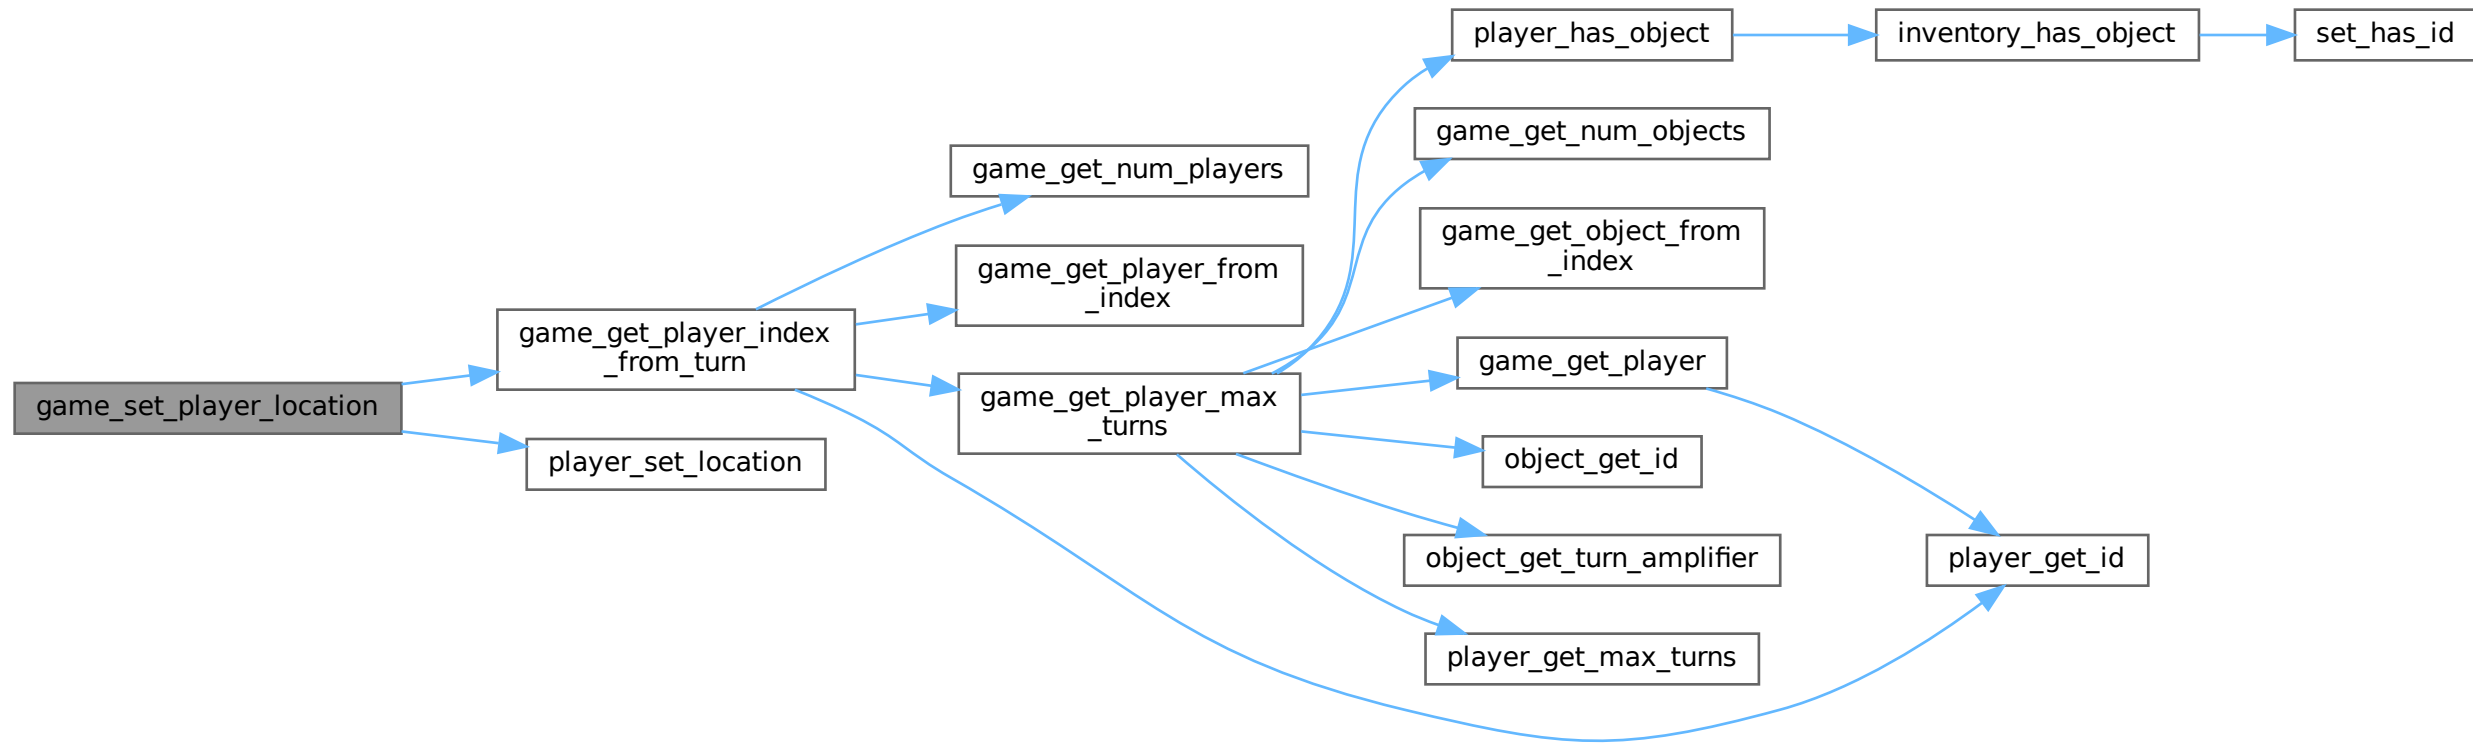 game_set_player_location
game_get_player_index
_from_turn
player_set_location
game_get_num_players
game_get_player_from
_index
game_get_player_max
_turns
player_has_object
game_get_num_objects
game_get_object_from
_index
game_get_player
object_get_id
object_get_turn_amplifier
player_get_max_turns
inventory_has_object
player_get_id
set_has_id